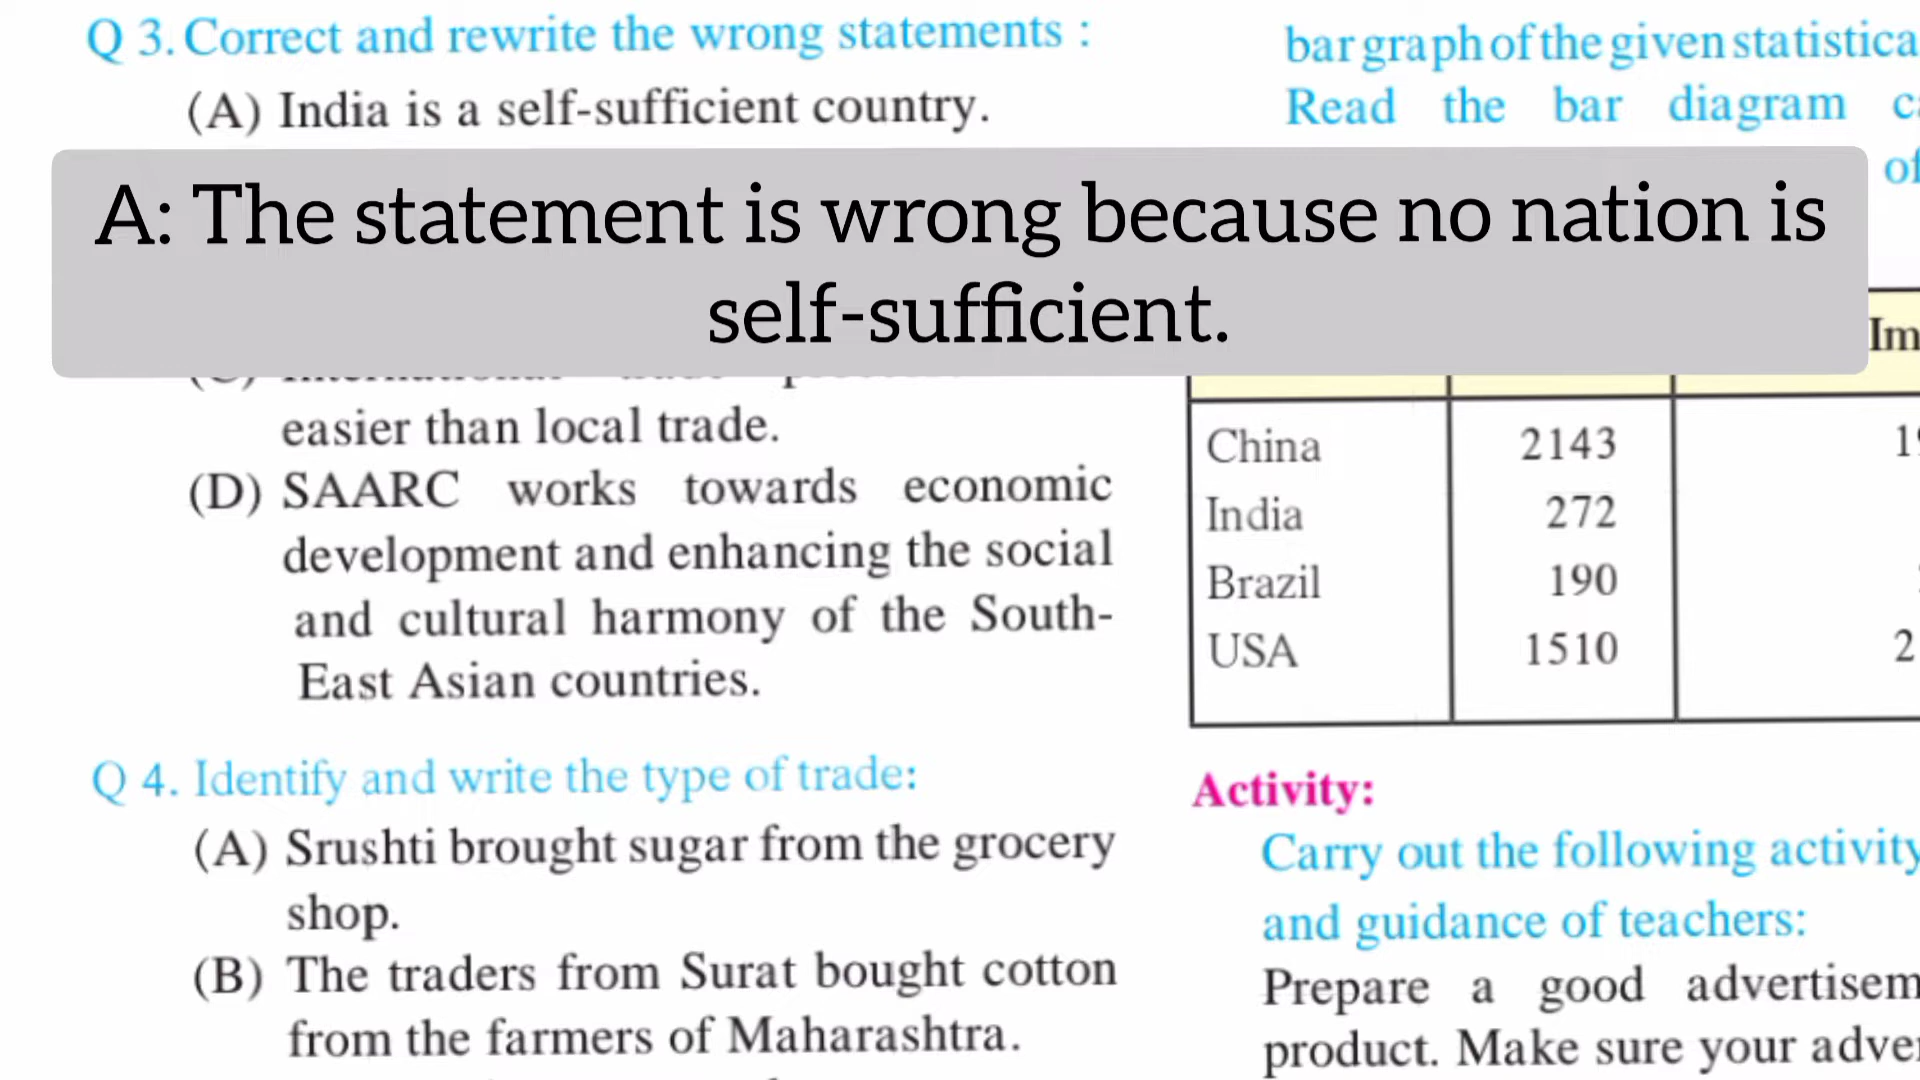 Q 3. Correct and rewrite the wrong statements :
(A) India is a self-sufficient country.
A: The statement is wrong because no nation is
self-sufficient.
easier than local trade.
(D) SAARC works towards economic
development and enhancing the social
and cultural harmony of the South-
East Asian countries.
Q 4. Identify and write the type of trade:
(A) Srushti brought sugar from the grocery
shop.
(B) The traders from Surat bought cotton
from the farmers of Maharashtra.
bar graph of the given statistica
Read the bar diagram
of
Im
China 2143 19
India 272
Brazil 190
USA 1510 2
Activity:
Carry out the following activity
and guidance of teachers:
Prepare a good advertisem
product. Make sure your adver